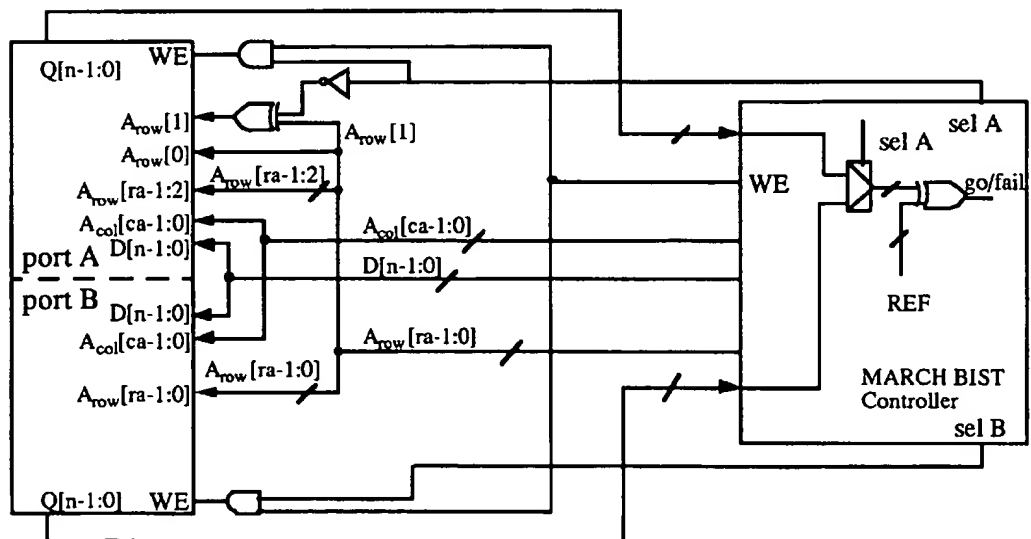 Q[n-1:0]
WE
A_row[1]
A_row[0]
A_row[ra-1:2]
A_col[ca-1:0]
D[n-1:0]
port A
port B
D[n-1:0]
A_col[ca-1:0]
A_row[ra-1:0]
Q[n-1:0]
WE
A_row[1]
A_row[ra-1:2]
A_col[ca-1:0]
D[n-1:0]
A_row[ra-1:0]
A_row[ra-1:0]
sel A
sel A
WE
go/fail
REF
MARCH BIST
Controller
sel B